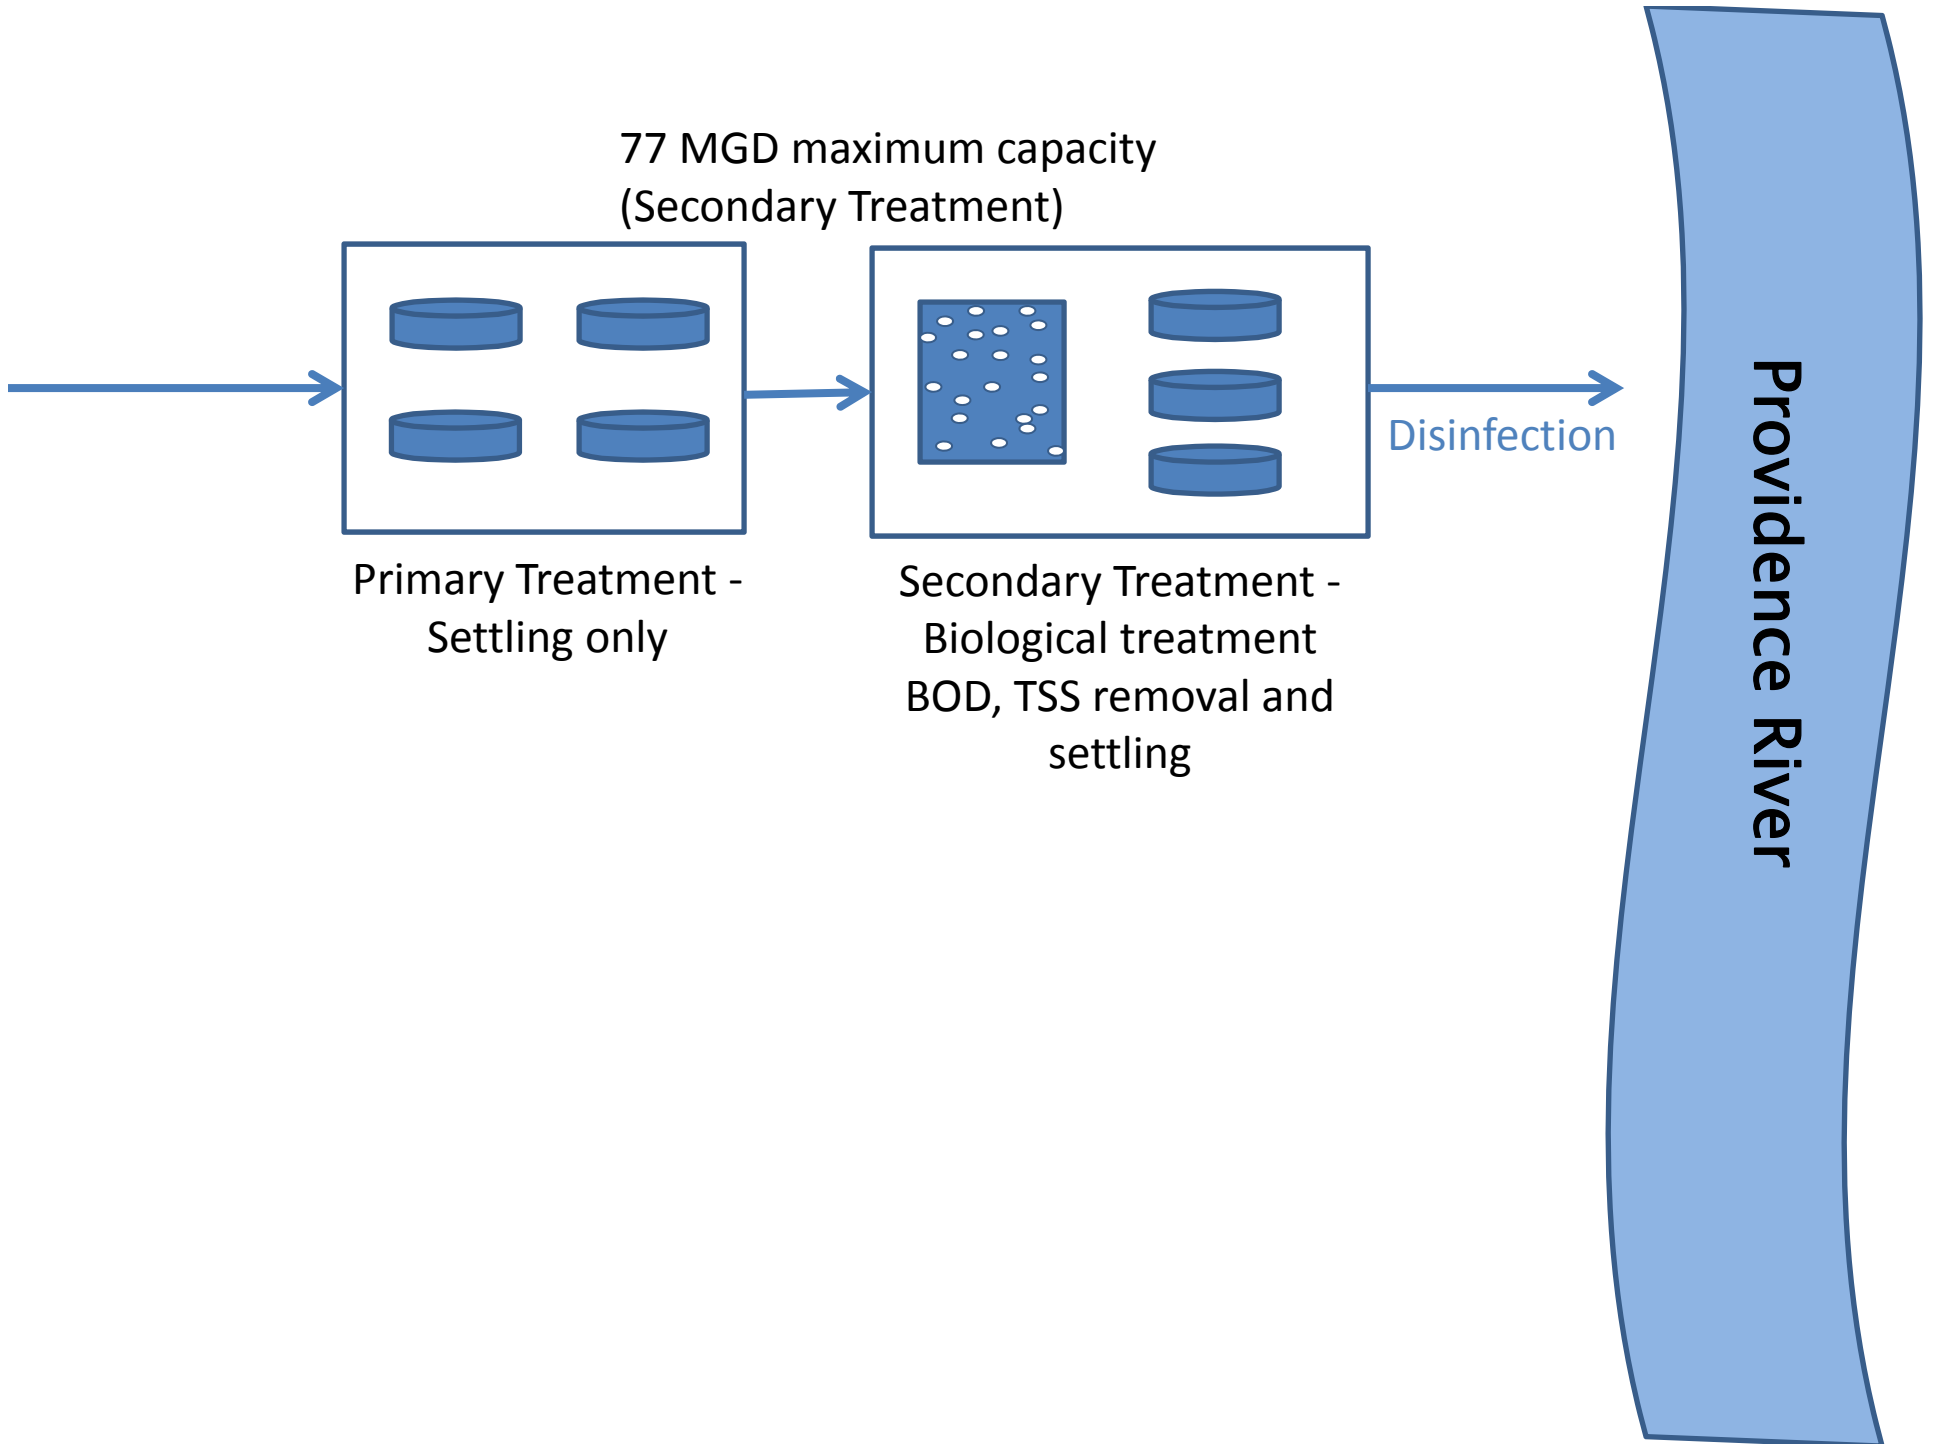 77 MGD maximum capacity
(Secondary Treatment)
Disinfection
Primary Treatment -
Settling only
Secondary Treatment -
Biological treatment
BOD, TSS removal and
settling
Providence River